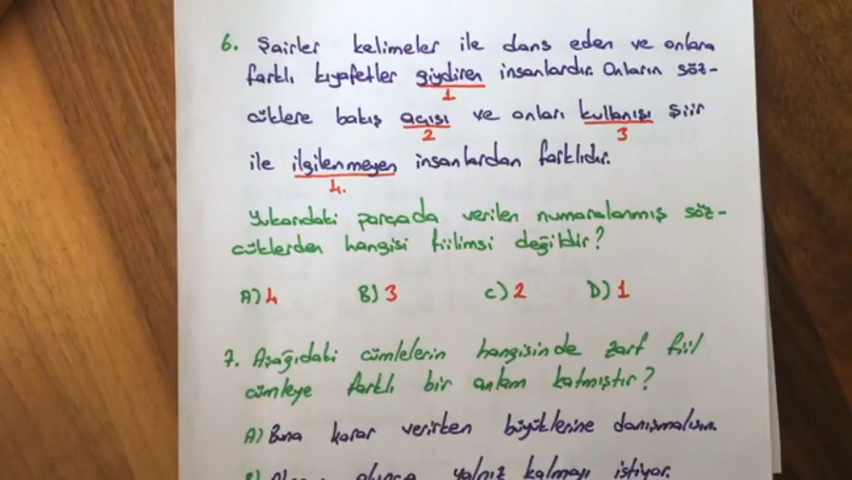 6. Şairler kelimeler ile dans eden ve onlara
farklı kıyafetler giydiren insanlardır. Onların söz-
1
cüklere bakış açısı ve onları kullanışı şiir
2 3
ile ilgilenmeyen insanlardan farklıdır.
4.
Yukarıdaki parçada verilen numaralanmış söz-
cüklerden hangisi fiilimsi değildir?
A) 4 B) 3 C) 2 D) 1
7. Aşağıdaki cümlelerin hangisinde zarf fiil
cümleye farklı bir anlam katmıştır?
A) Buna karar verirken büyüklerine danışmalısın.
yalnız kalmayı istiyor.